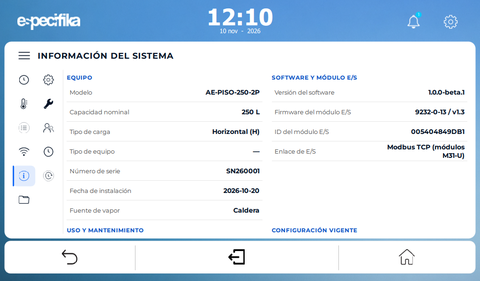 e·specifika
12:10
10 nov - 2026
INFORMACIÓN DEL SISTEMA
EQUIPO
Modelo AE-PISO-250-2P
Capacidad nominal 250 L
Tipo de carga Horizontal (H)
Tipo de equipo —
Número de serie SN260001
Fecha de instalación 2026-10-20
Fuente de vapor Caldera
USO Y MANTENIMIENTO
SOFTWARE Y MÓDULO E/S
Versión del software 1.0.0-beta.1
Firmware del módulo E/S 9232-0-13 / v1.3
ID del módulo E/S 005404849DB1
Enlace de E/S Modbus TCP (módulos
M31-U)
CONFIGURACIÓN VIGENTE